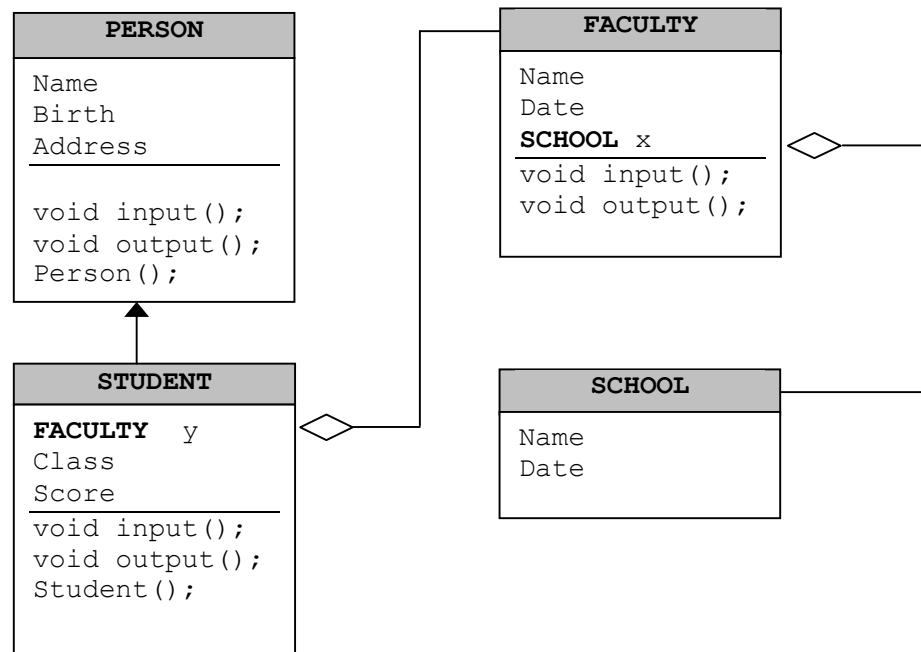 PERSON
Name
Birth
Address
void input();
void output();
Person();
STUDENT
FACULTY y
Class
Score
void input();
void output();
Student();
FACULTY
Name
Date
SCHOOL x
void input();
void output();
SCHOOL
Name
Date